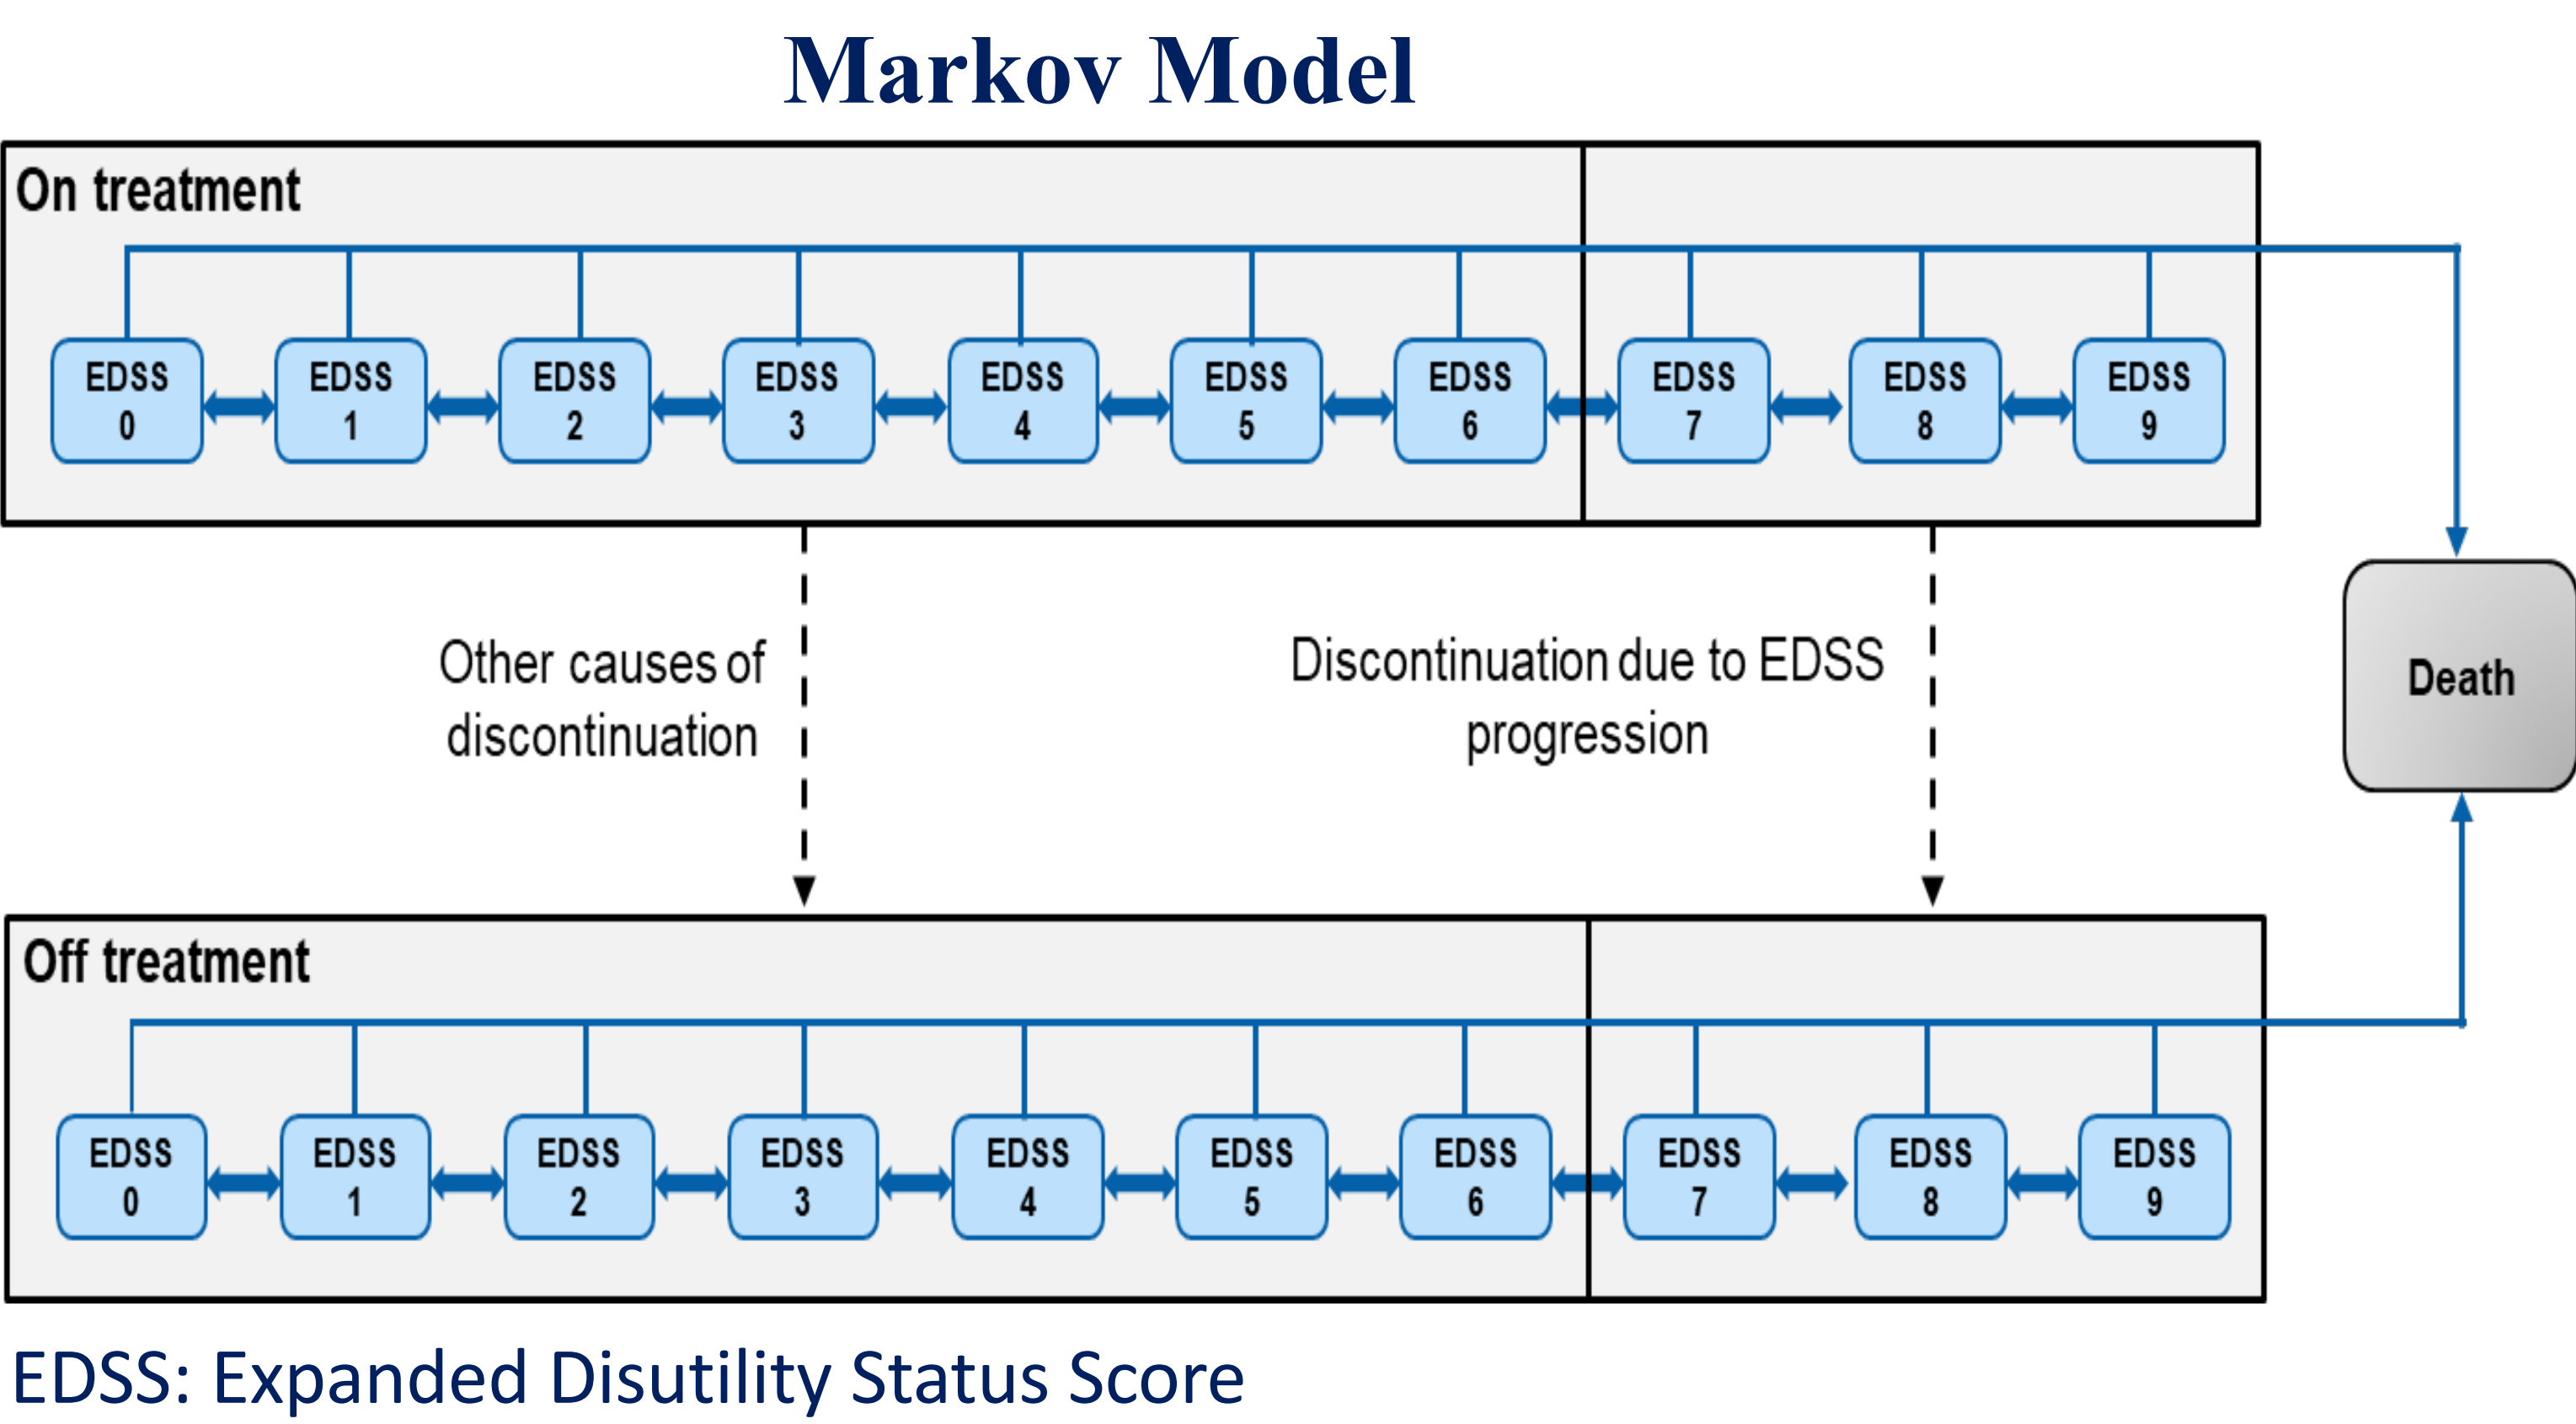 Markov Model
On treatment
EDSS
0
EDSS
1
EDSS
2
EDSS
3
EDSS
4
EDSS
5
EDSS
6
EDSS
7
EDSS
8
EDSS
9
Other causes of
discontinuation
Discontinuation due to EDSS
progression
Death
Off treatment
EDSS
0
EDSS
1
EDSS
2
EDSS
3
EDSS
4
EDSS
5
EDSS
6
EDSS
7
EDSS
8
EDSS
9
EDSS: Expanded Disutility Status Score